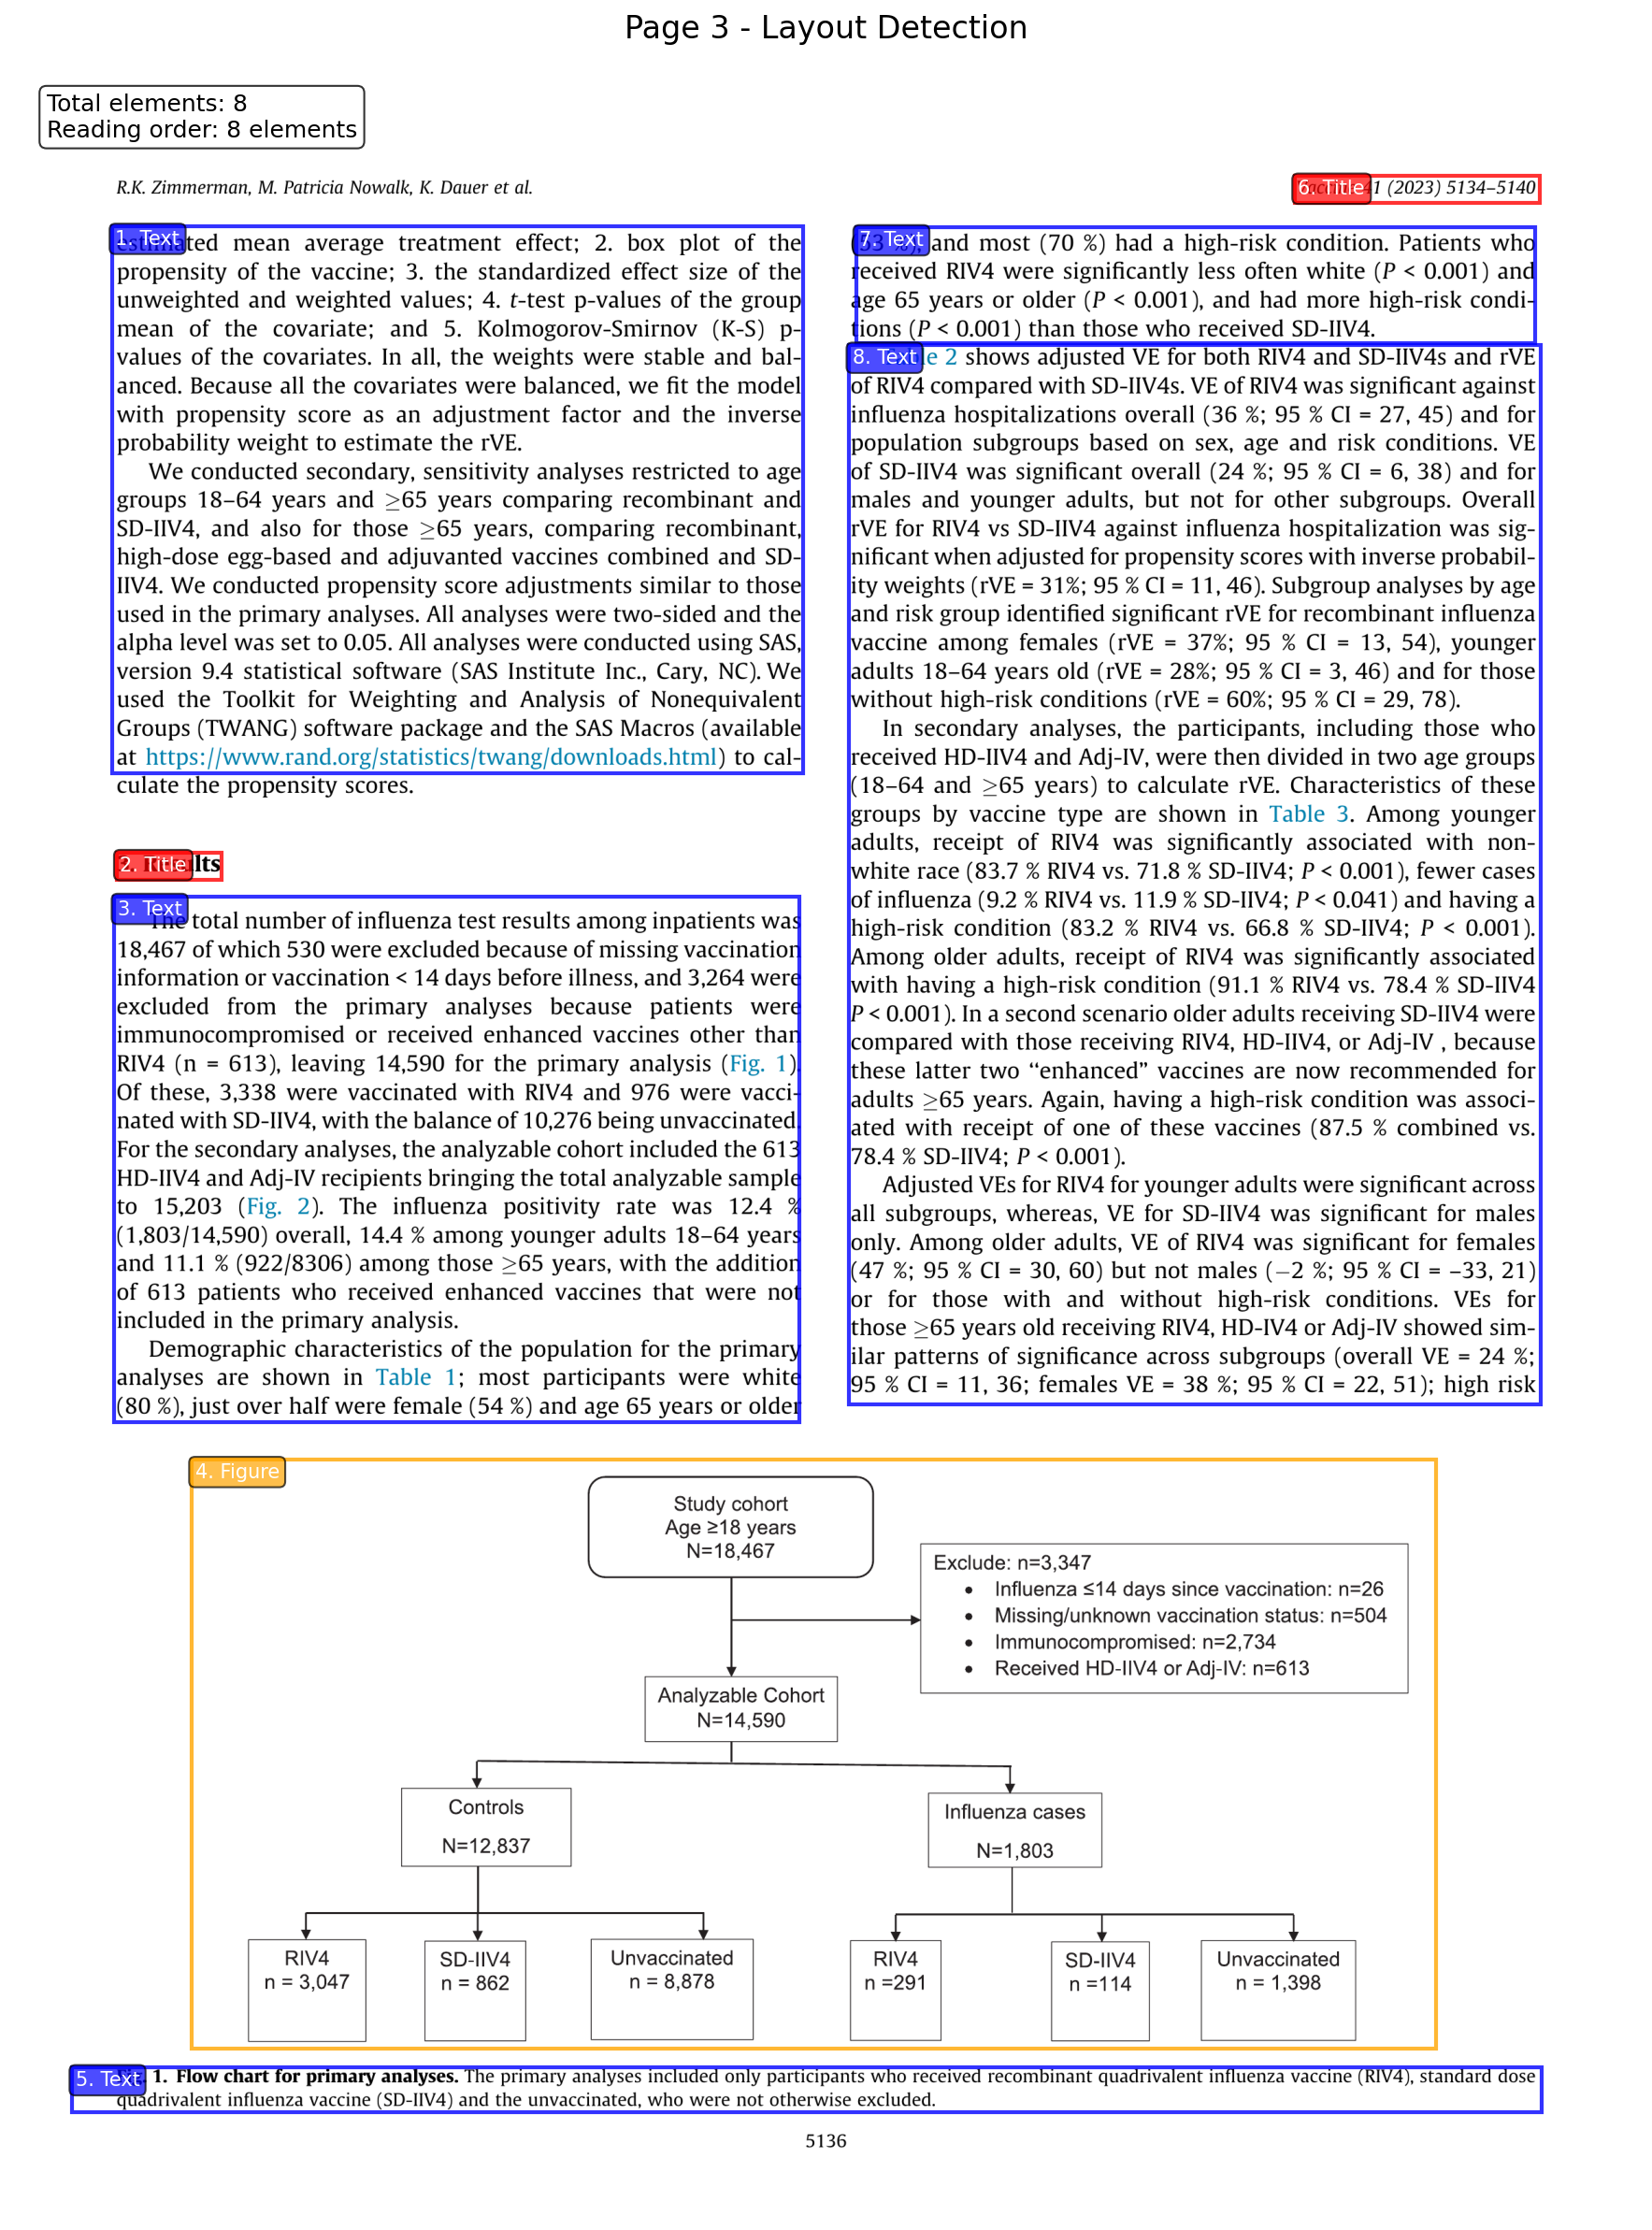 Page 3 - Layout Detection
Total elements: 8
Reading order: 8 elements
R.K. Zimmerman, M. Patricia Nowalk, K. Dauer et al.
6. Title
41 (2023) 5134–5140
1. Text
estimated mean average treatment effect; 2. box plot of the
propensity of the vaccine; 3. the standardized effect size of the
unweighted and weighted values; 4. t-test p-values of the group
mean of the covariate; and 5. Kolmogorov-Smirnov (K-S) p-
values of the covariates. In all, the weights were stable and bal-
anced. Because all the covariates were balanced, we fit the model
with propensity score as an adjustment factor and the inverse
probability weight to estimate the rVE.
We conducted secondary, sensitivity analyses restricted to age
groups 18–64 years and ≥65 years comparing recombinant and
SD-IIV4, and also for those ≥65 years, comparing recombinant,
high-dose egg-based and adjuvanted vaccines combined and SD-
IIV4. We conducted propensity score adjustments similar to those
used in the primary analyses. All analyses were two-sided and the
alpha level was set to 0.05. All analyses were conducted using SAS,
version 9.4 statistical software (SAS Institute Inc., Cary, NC). We
used the Toolkit for Weighting and Analysis of Nonequivalent
Groups (TWANG) software package and the SAS Macros (available
at https://www.rand.org/statistics/twang/downloads.html) to cal-
culate the propensity scores.
2. Title
lts
3. Text
The total number of influenza test results among inpatients was
18,467 of which 530 were excluded because of missing vaccination
information or vaccination < 14 days before illness, and 3,264 were
excluded from the primary analyses because patients were
immunocompromised or received enhanced vaccines other than
RIV4 (n = 613), leaving 14,590 for the primary analysis (Fig. 1).
Of these, 3,338 were vaccinated with RIV4 and 976 were vacci-
nated with SD-IIV4, with the balance of 10,276 being unvaccinated.
For the secondary analyses, the analyzable cohort included the 613
HD-IIV4 and Adj-IV recipients bringing the total analyzable sample
to 15,203 (Fig. 2). The influenza positivity rate was 12.4 %
(1,803/14,590) overall, 14.4 % among younger adults 18–64 years
and 11.1 % (922/8306) among those ≥65 years, with the addition
of 613 patients who received enhanced vaccines that were not
included in the primary analysis.
Demographic characteristics of the population for the primary
analyses are shown in Table 1; most participants were white
(80 %), just over half were female (54 %) and age 65 years or older
7. Text
(53 %), and most (70 %) had a high-risk condition. Patients who
received RIV4 were significantly less often white (P < 0.001) and
age 65 years or older (P < 0.001), and had more high-risk condi-
tions (P < 0.001) than those who received SD-IIV4.
8. Text
le 2 shows adjusted VE for both RIV4 and SD-IIV4s and rVE
of RIV4 compared with SD-IIV4s. VE of RIV4 was significant against
influenza hospitalizations overall (36 %; 95 % CI = 27, 45) and for
population subgroups based on sex, age and risk conditions. VE
of SD-IIV4 was significant overall (24 %; 95 % CI = 6, 38) and for
males and younger adults, but not for other subgroups. Overall
rVE for RIV4 vs SD-IIV4 against influenza hospitalization was sig-
nificant when adjusted for propensity scores with inverse probabil-
ity weights (rVE = 31%; 95 % CI = 11, 46). Subgroup analyses by age
and risk group identified significant rVE for recombinant influenza
vaccine among females (rVE = 37%; 95 % CI = 13, 54), younger
adults 18–64 years old (rVE = 28%; 95 % CI = 3, 46) and for those
without high-risk conditions (rVE = 60%; 95 % CI = 29, 78).
In secondary analyses, the participants, including those who
received HD-IIV4 and Adj-IV, were then divided in two age groups
(18–64 and ≥65 years) to calculate rVE. Characteristics of these
groups by vaccine type are shown in Table 3. Among younger
adults, receipt of RIV4 was significantly associated with non-
white race (83.7 % RIV4 vs. 71.8 % SD-IIV4; P < 0.001), fewer cases
of influenza (9.2 % RIV4 vs. 11.9 % SD-IIV4; P < 0.041) and having a
high-risk condition (83.2 % RIV4 vs. 66.8 % SD-IIV4; P < 0.001).
Among older adults, receipt of RIV4 was significantly associated
with having a high-risk condition (91.1 % RIV4 vs. 78.4 % SD-IIV4
P < 0.001). In a second scenario older adults receiving SD-IIV4 were
compared with those receiving RIV4, HD-IIV4, or Adj-IV , because
these latter two “enhanced” vaccines are now recommended for
adults ≥65 years. Again, having a high-risk condition was associ-
ated with receipt of one of these vaccines (87.5 % combined vs.
78.4 % SD-IIV4; P < 0.001).
Adjusted VEs for RIV4 for younger adults were significant across
all subgroups, whereas, VE for SD-IIV4 was significant for males
only. Among older adults, VE of RIV4 was significant for females
(47 %; 95 % CI = 30, 60) but not males (−2 %; 95 % CI = –33, 21)
or for those with and without high-risk conditions. VEs for
those ≥65 years old receiving RIV4, HD-IV4 or Adj-IV showed sim-
ilar patterns of significance across subgroups (overall VE = 24 %;
95 % CI = 11, 36; females VE = 38 %; 95 % CI = 22, 51); high risk
4. Figure
Study cohort
Age ≥18 years
N=18,467
Exclude: n=3,347
• Influenza ≤14 days since vaccination: n=26
• Missing/unknown vaccination status: n=504
• Immunocompromised: n=2,734
• Received HD-IIV4 or Adj-IV: n=613
Analyzable Cohort
N=14,590
Controls
N=12,837
Influenza cases
N=1,803
RIV4
n = 3,047
SD-IIV4
n = 862
Unvaccinated
n = 8,878
RIV4
n =291
SD-IIV4
n =114
Unvaccinated
n = 1,398
5. Text
1. Flow chart for primary analyses. The primary analyses included only participants who received recombinant quadrivalent influenza vaccine (RIV4), standard dose
quadrivalent influenza vaccine (SD-IIV4) and the unvaccinated, who were not otherwise excluded.
5136